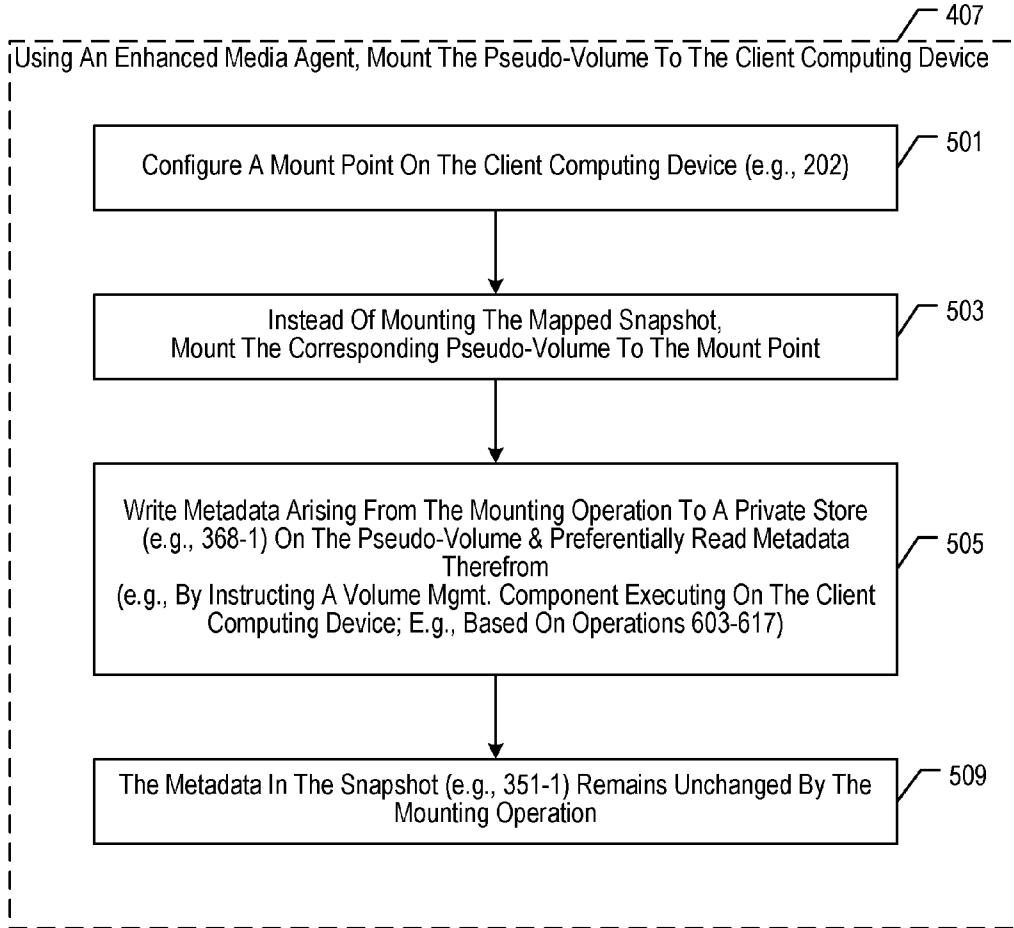 407
Using An Enhanced Media Agent, Mount The Pseudo-Volume To The Client Computing Device
501
Configure A Mount Point On The Client Computing Device (e.g., 202)
503
Instead Of Mounting The Mapped Snapshot,
Mount The Corresponding Pseudo-Volume To The Mount Point
Write Metadata Arising From The Mounting Operation To A Private Store
(e.g., 368-1) On The Pseudo-Volume & Preferentially Read Metadata
505
Therefrom
(e.g., By Instructing A Volume Mgmt. Component Executing On The Client
Computing Device; E.g., Based On Operations 603-617)
509
The Metadata In The Snapshot (e.g., 351-1) Remains Unchanged By The
Mounting Operation